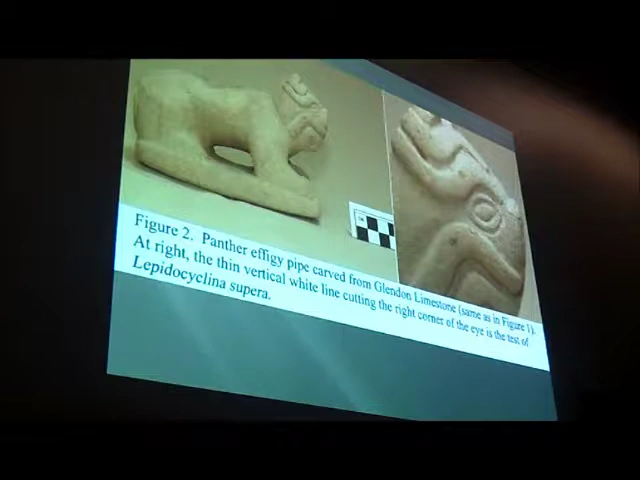 Figure 2. Panther effigy pipe carved from Glendon Limestone (same as in Figure 1).
At right, the thin vertical white line cutting the right corner of the eye is the test of
Lepidocyclina supera.